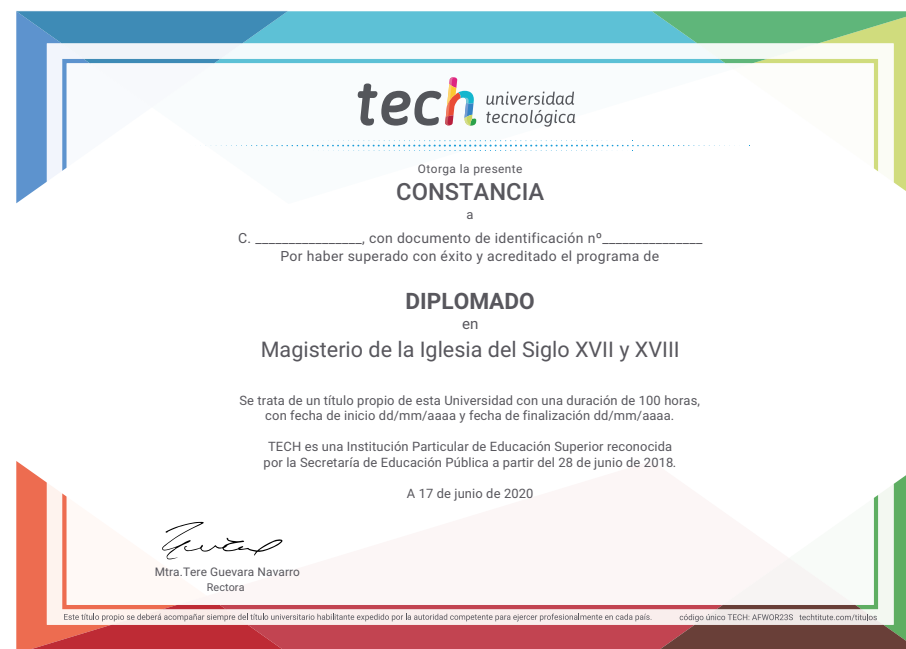 tech universidad
tecnológica
Otorga la presente
CONSTANCIA
a
C. ________________, con documento de identificación nº_______________
Por haber superado con éxito y acreditado el programa de
DIPLOMADO
en
Magisterio de la Iglesia del Siglo XVII y XVIII
Se trata de un título propio de esta Universidad con una duración de 100 horas,
con fecha de inicio dd/mm/aaaa y fecha de finalización dd/mm/aaaa.
TECH es una Institución Particular de Educación Superior reconocida
por la Secretaría de Educación Pública a partir del 28 de junio de 2018.
A 17 de junio de 2020
Mtra.Tere Guevara Navarro
Rectora
Este título propio se deberá acompañar siempre del título universitario habilitante expedido por la autoridad competente para ejercer profesionalmente en cada país. código único TECH: AFWOR23S techtitute.com/titulos